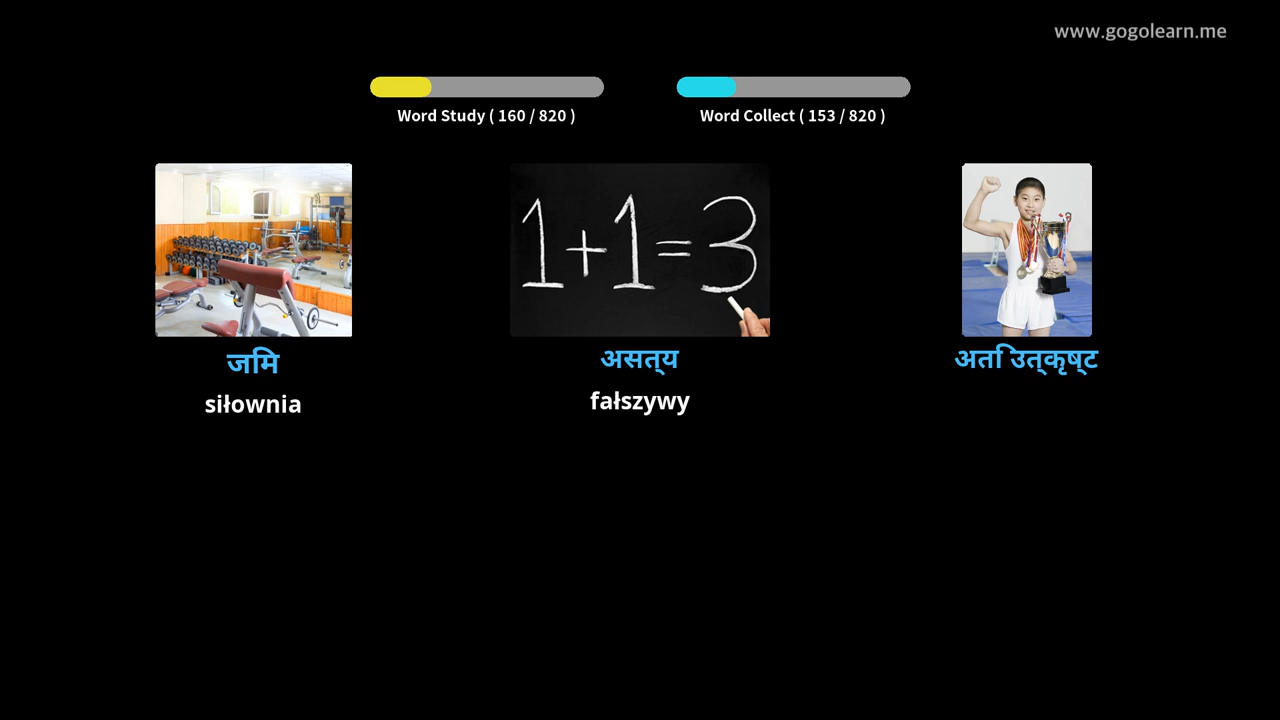 www.gogolearn.me
Word Study ( 160 / 820 )
Word Collect ( 153 / 820 )
1+1=3
जिम
असत्य
अति उत्कृष्ट
siłownia
fałszywy